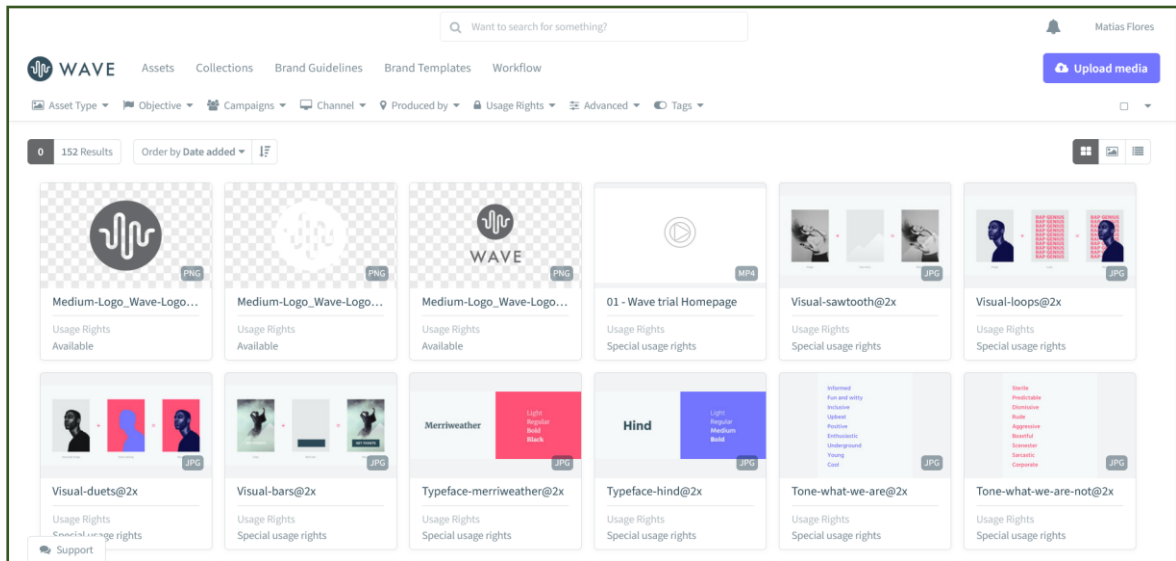 Want to search for something?
Matias Flores
WAVE
Assets
Collections
Brand Guidelines
Brand Templates
Workflow
Upload media
Asset Type
Objective
Campaigns
Channel
Produced by
Usage Rights
Advanced
Tags
0
152 Results
Order by Date added
PNG
PNG
WAVE
PNG
MP4
JPG
RAP GENIUS
JPG
Medium-Logo_Wave-Logo...
Medium-Logo_Wave-Logo...
Medium-Logo_Wave-Logo...
01 - Wave trial Homepage
Visual-sawtooth@2x
Visual-loops@2x
Usage Rights
Usage Rights
Usage Rights
Usage Rights
Usage Rights
Usage Rights
Available
Available
Available
Special usage rights
Special usage rights
Special usage rights
JPG
JPG
Merriweather
Light
Regular
Bold
Black
JPG
Hind
Light
Regular
Medium
Bold
JPG
Informed
Fun and witty
Inclusive
Upbeat
Positive
Enthusiastic
Underground
Young
Cool
JPG
Sterile
Predictable
Dismissive
Rude
Aggressive
Boastful
Scenester
Sarcastic
Corporate
JPG
Visual-duets@2x
Visual-bars@2x
Typeface-merriweather@2x
Typeface-hind@2x
Tone-what-we-are@2x
Tone-what-we-are-not@2x
Usage Rights
Usage Rights
Usage Rights
Usage Rights
Usage Rights
Usage Rights
Special usage rights
Special usage rights
Special usage rights
Special usage rights
Special usage rights
Special usage rights
Support